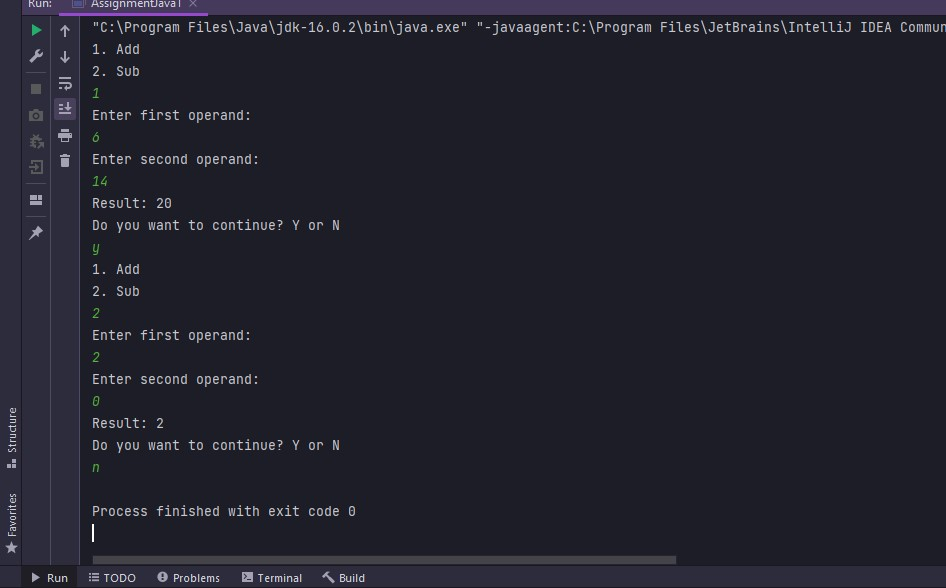 Run: AssignmentJava1
"C:\Program Files\Java\jdk-16.0.2\bin\java.exe" "-javaagent:C:\Program Files\JetBrains\IntelliJ IDEA Commun
1. Add
2. Sub
1
Enter first operand:
6
Enter second operand:
14
Result: 20
Do you want to continue? Y or N
y
1. Add
2. Sub
2
Enter first operand:
2
Enter second operand:
0
Result: 2
Do you want to continue? Y or N
n
Process finished with exit code 0
Structure
Favorites
Run TODO Problems Terminal Build